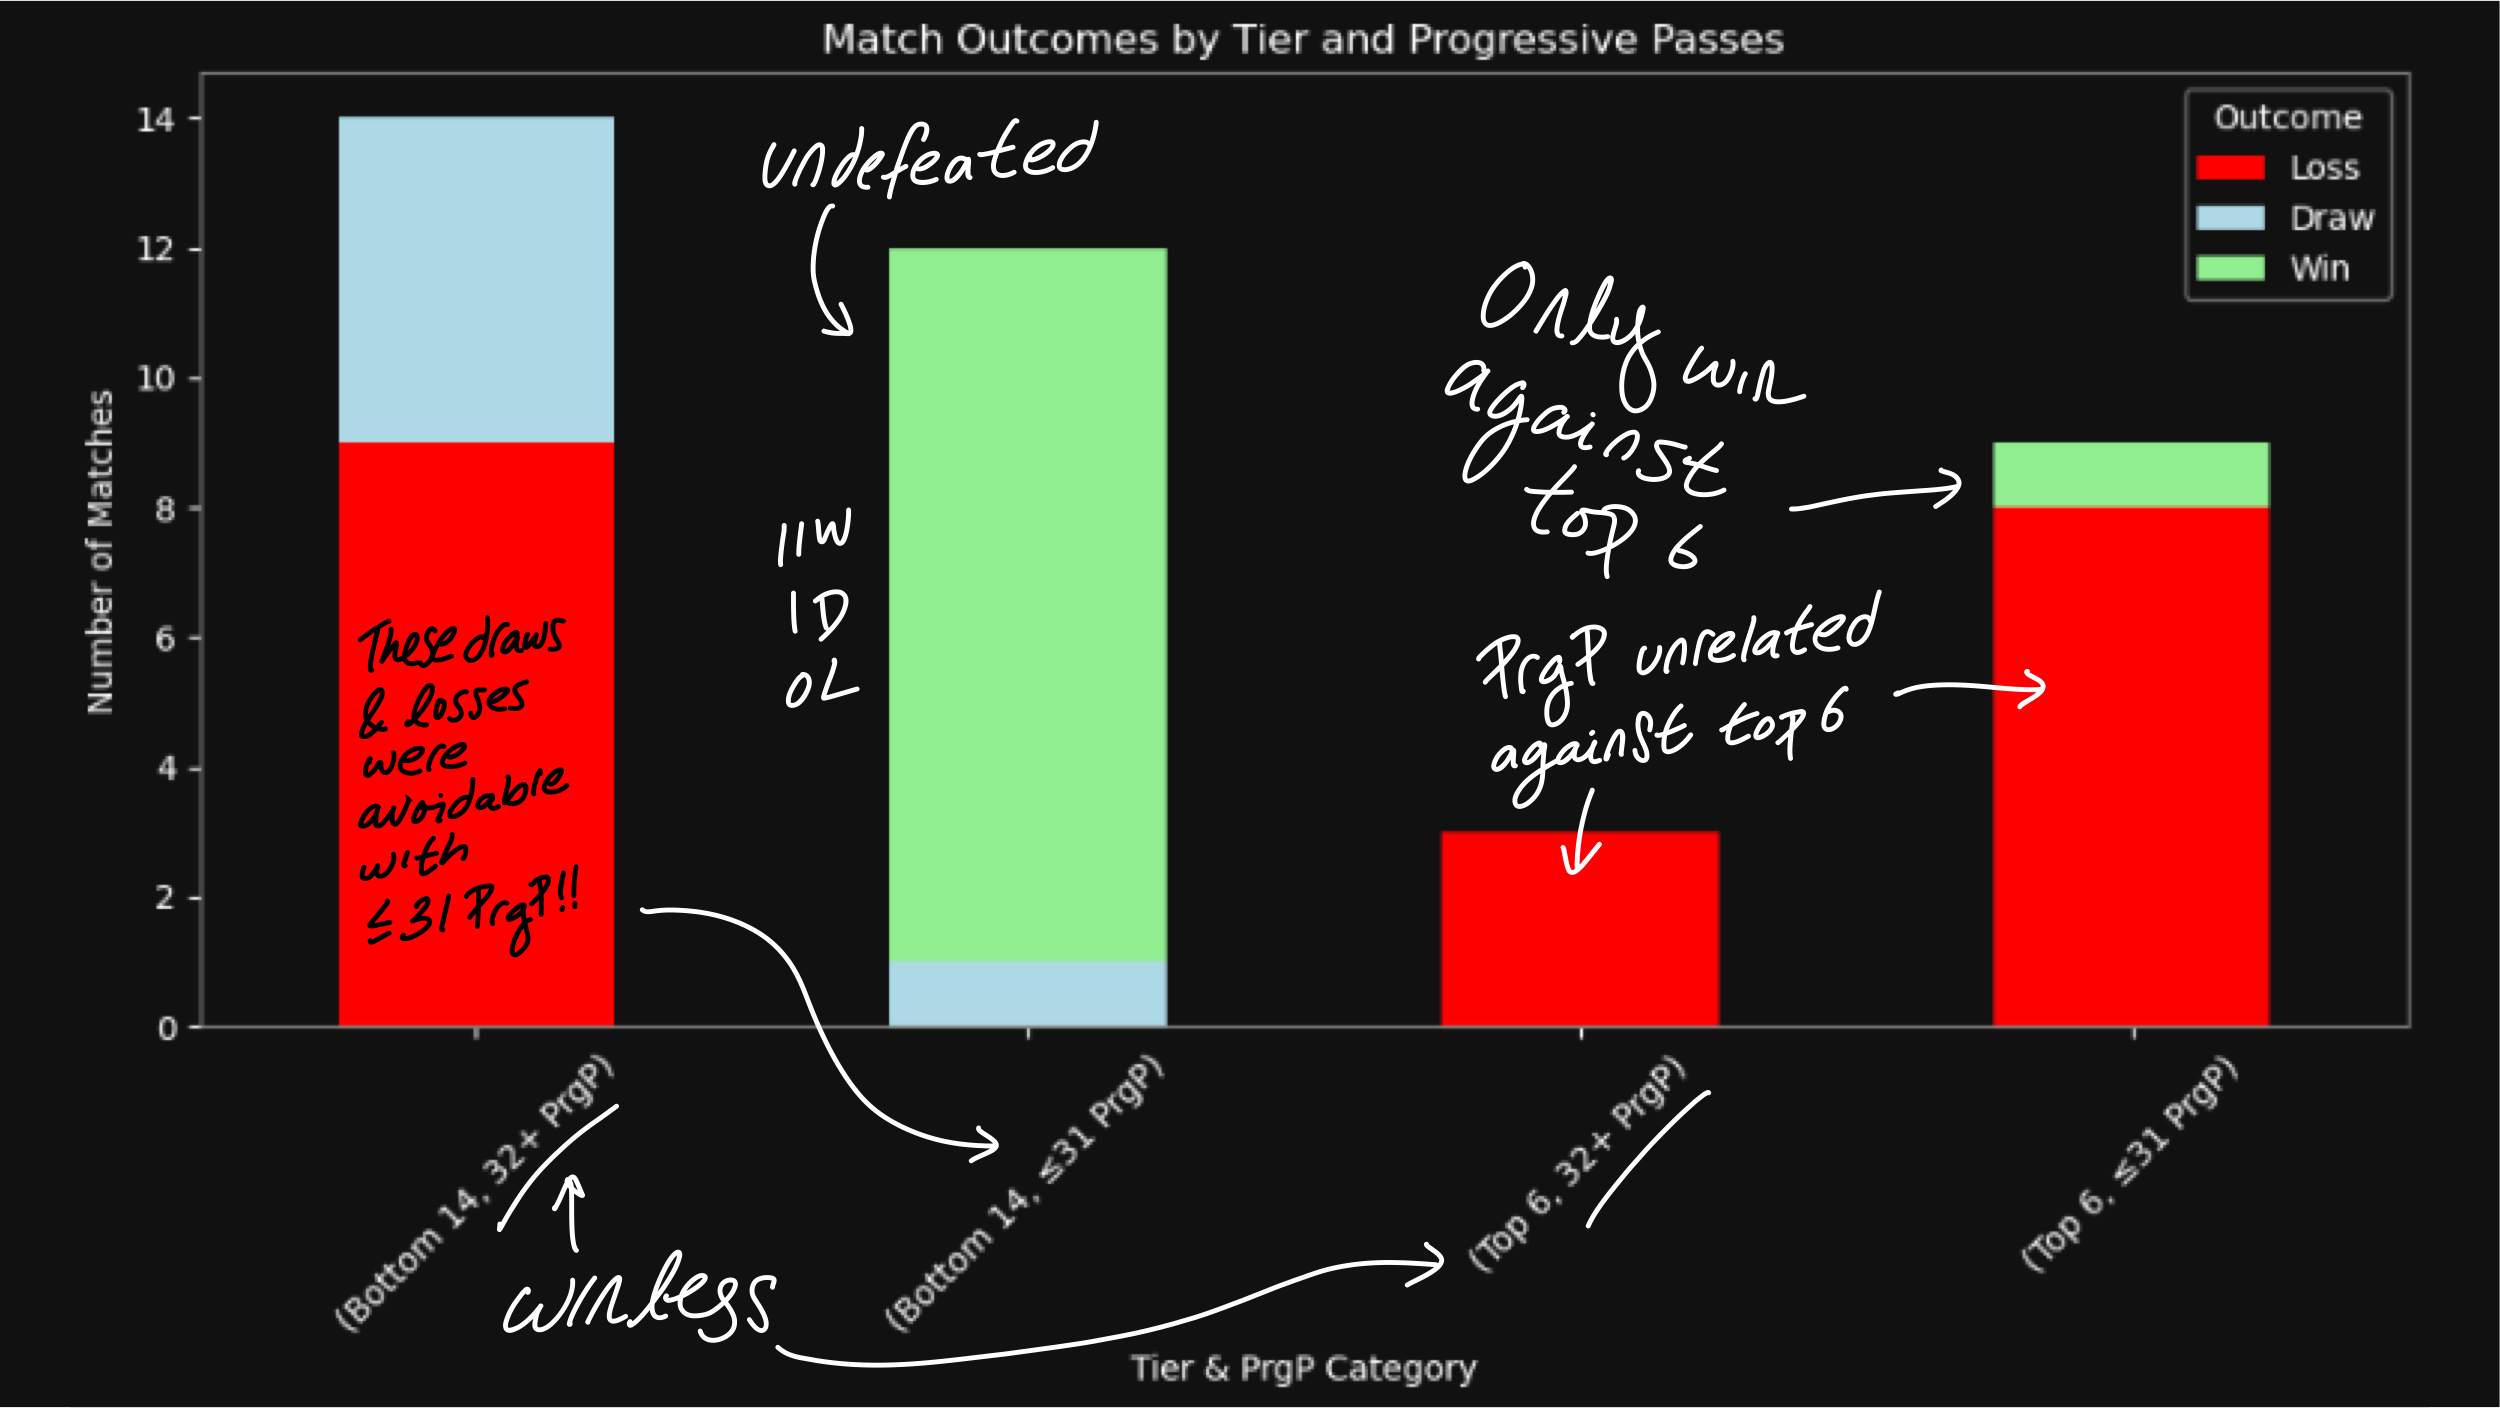 Match Outcomes by Tier and Progressive Passes
Number of Matches
14
12
10
8
6
4
2
0
Outcome
Loss
Draw
Win
undefeated
11W
1D
0L
Only win
against
top 6
PrgP unrelated
against top 6
These draws
& losses
were
avoidable
with
≤31 PrgP!!
(Bottom 14, 32+ PrgP)
(Bottom 14, ≤31 PrgP)
(Top 6, 32+ PrgP)
(Top 6, ≤31 PrgP)
winless
Tier & PrgP Category